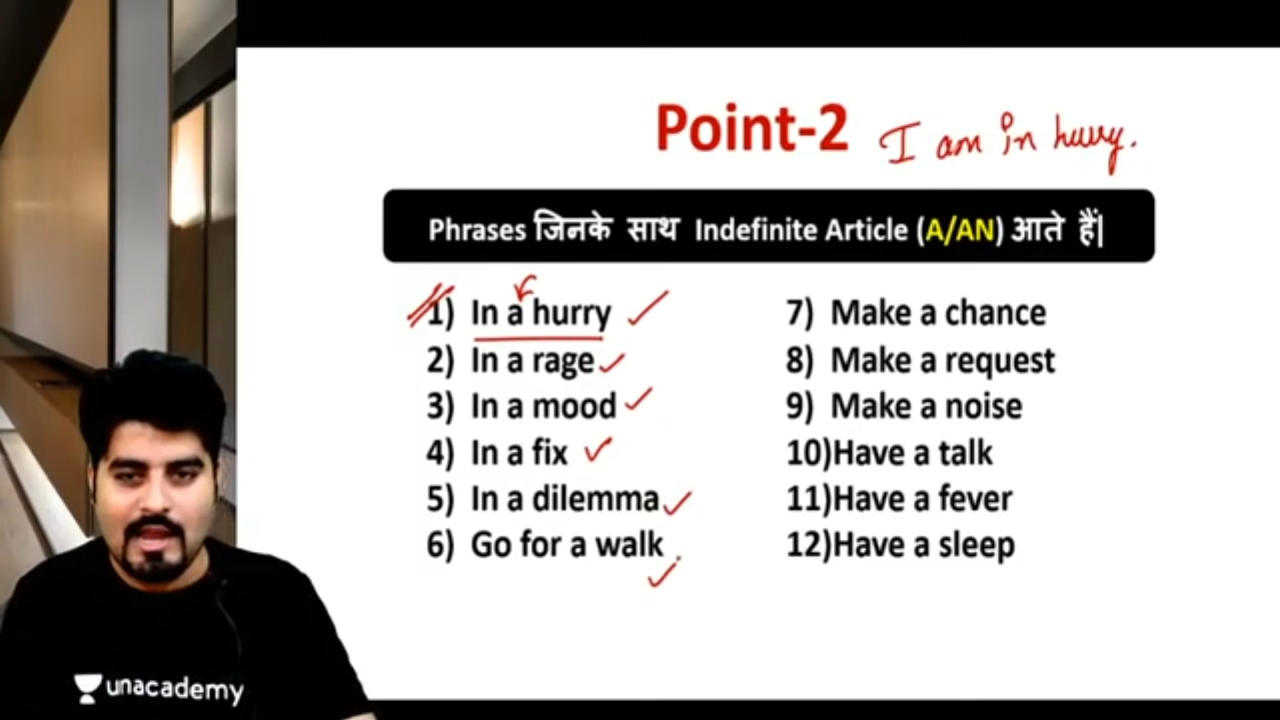 Point-2 I am in hurry.
Phrases जिनके साथ Indefinite Article (A/AN) आते हैं|
1) In a hurry
2) In a rage
3) In a mood
4) In a fix
5) In a dilemma
6) Go for a walk
7) Make a chance
8) Make a request
9) Make a noise
10)Have a talk
11)Have a fever
12)Have a sleep
unacademy